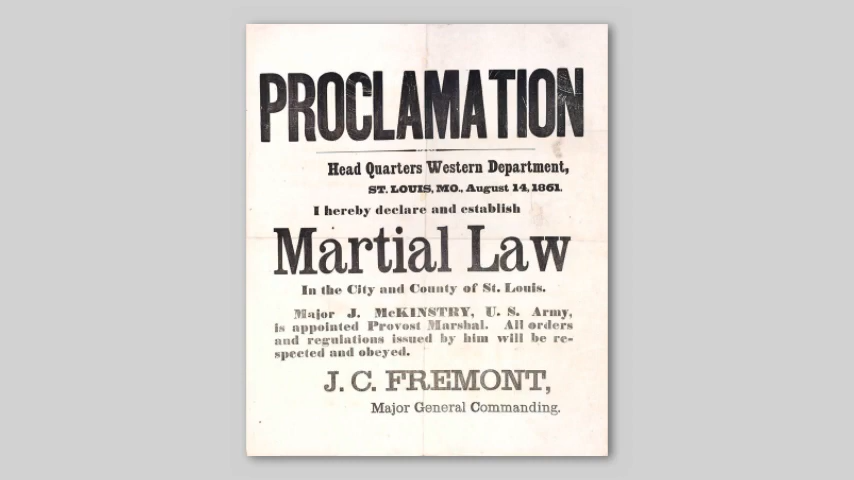 PROCLAMATION
Head Quarters Western Department,
ST. LOUIS, MO., August 14, 1861.
I hereby declare and establish
Martial Law
In the City and County of St. Louis.
Major J. McKINSTRY, U. S. Army,
is appointed Provost Marshal. All orders
and regulations issued by him will be re-
spected and obeyed.
J. C. FREMONT,
Major General Commanding.